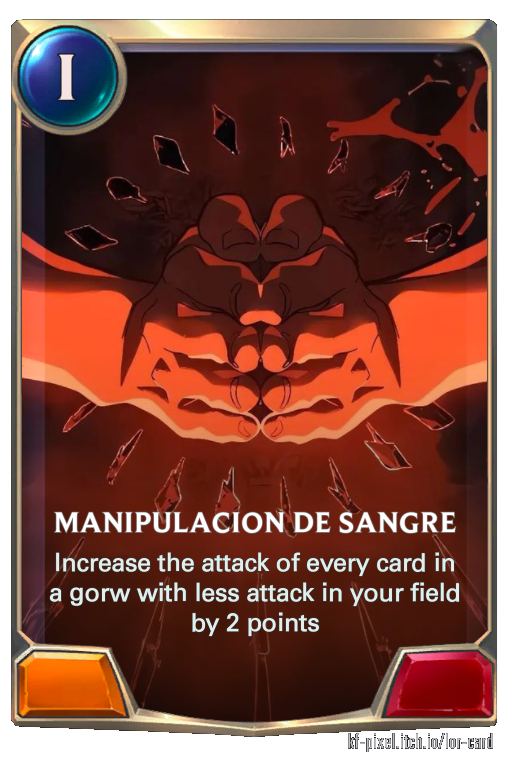 I
MANIPULACION DE SANGRE
Increase the attack of every card in
a gorw with less attack in your field
by 2 points
kf-pixel.itch.io/lor-card